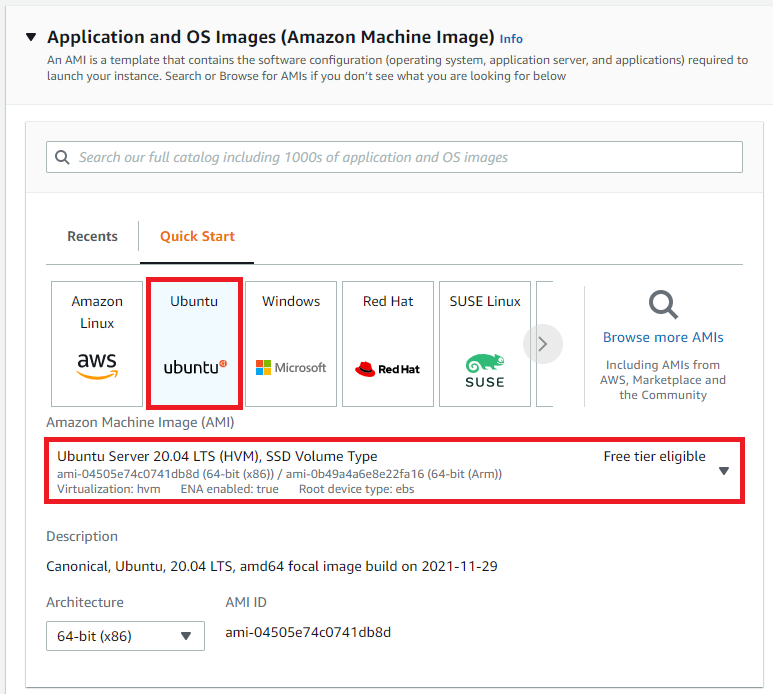 Application and OS Images (Amazon Machine Image) Info
An AMI is a template that contains the software configuration (operating system, application server, and applications) required to
launch your instance. Search or Browse for AMIs if you don't see what you are looking for below
Search our full catalog including 1000s of application and OS images
Recents
Quick Start
Amazon
Linux
aws
Ubuntu
ubuntu
Windows
Microsoft
Red Hat
Red Hat
SUSE Linux
SUSE
Browse more AMIs
Including AMIs from
AWS, Marketplace and
the Community
Amazon Machine Image (AMI)
Ubuntu Server 20.04 LTS (HVM), SSD Volume Type
Free tier eligible
ami-04505e74c0741db8d (64-bit (x86)) / ami-0b49a4a6e8e22fa16 (64-bit (Arm))
Virtualization: hvm ENA enabled: true Root device type: ebs
Description
Canonical, Ubuntu, 20.04 LTS, amd64 focal image build on 2021-11-29
Architecture
AMI ID
64-bit (x86)
ami-04505e74c0741db8d